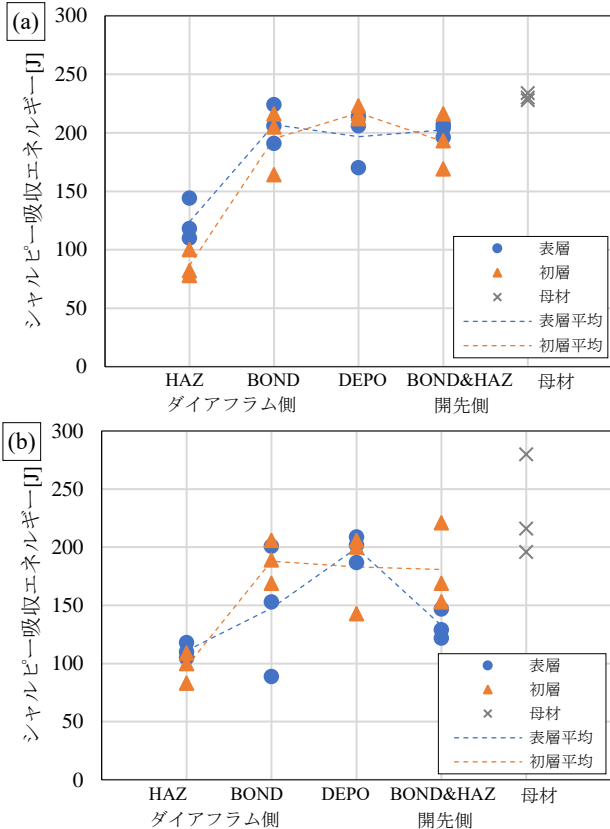 (a)
シャルピー吸収エネルギー[J]
300
250
200
150
100
50
0
表層
初層
母材
表層平均
初層平均
HAZ BOND DEPO BOND&HAZ 母材
ダイアフラム側 開先側
(b)
シャルピー吸収エネルギー[J]
300
250
200
150
100
50
0
表層
初層
母材
表層平均
初層平均
HAZ BOND DEPO BOND&HAZ 母材
ダイアフラム側 開先側